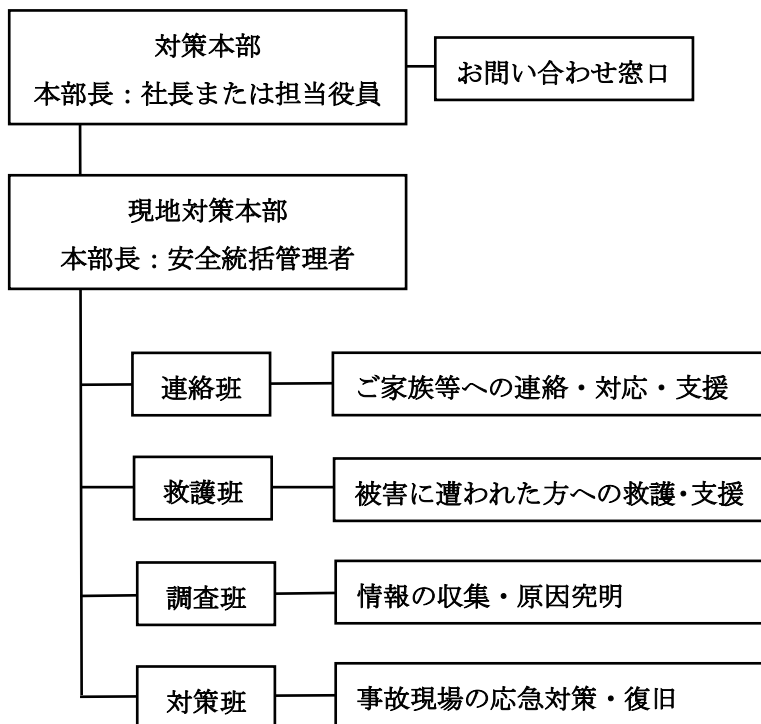 対策本部
本部長：社長または担当役員
お問い合わせ窓口
現地対策本部
本部長：安全統括管理者
連絡班
ご家族等への連絡・対応・支援
救護班
被害に遭われた方への救護・支援
調査班
情報の収集・原因究明
対策班
事故現場の応急対策・復旧